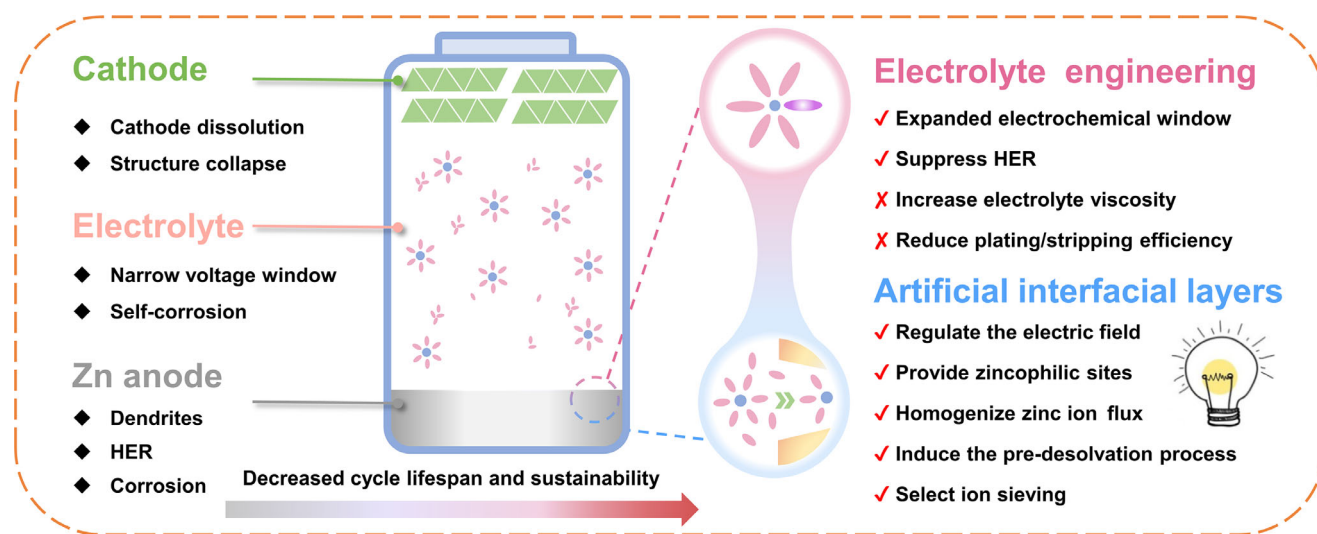 Cathode
◆ Cathode dissolution
◆ Structure collapse
Electrolyte
◆ Narrow voltage window
◆ Self-corrosion
Zn anode
◆ Dendrites
◆ HER
◆ Corrosion
Decreased cycle lifespan and sustainability
Electrolyte engineering
✓ Expanded electrochemical window
✓ Suppress HER
✗ Increase electrolyte viscosity
✗ Reduce plating/stripping efficiency
Artificial interfacial layers
✓ Regulate the electric field
✓ Provide zincophilic sites
✓ Homogenize zinc ion flux
✓ Induce the pre-desolvation process
✓ Select ion sieving